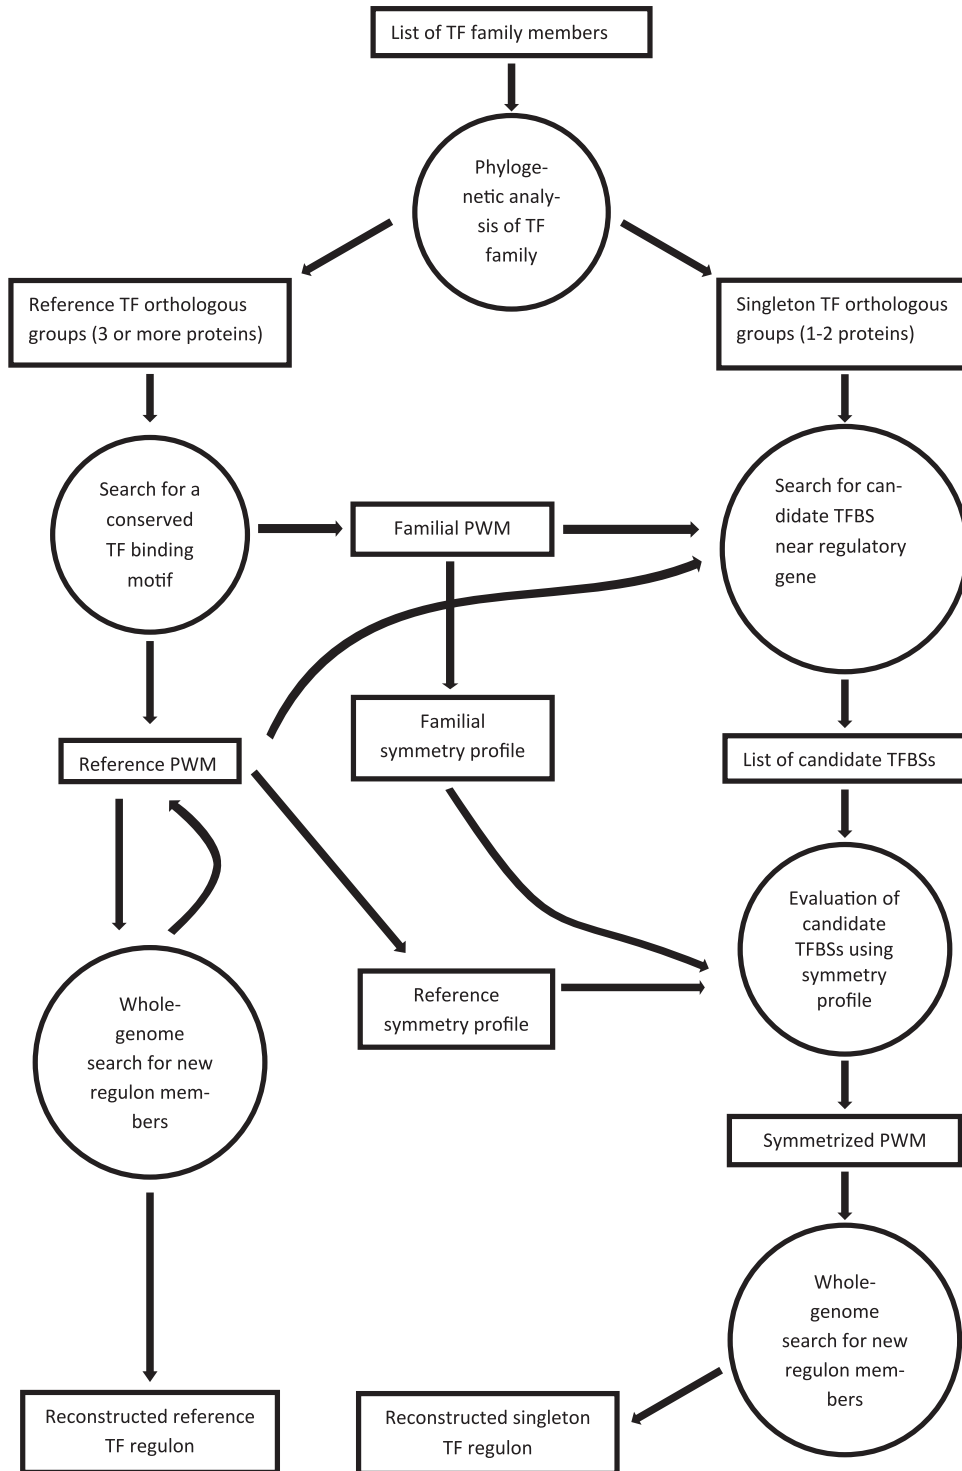 List of TF family members
Phyloge-
netic analy-
sis of TF
family
Reference TF orthologous
groups (3 or more proteins)
Singleton TF orthologous
groups (1-2 proteins)
Search for a
conserved
TF binding
motif
Familial PWM
Search for can-
didate TFBS
near regulatory
gene
Familial
symmetry profile
Reference PWM
List of candidate TFBSs
Evaluation of
candidate
TFBSs using
symmetry
profile
Reference
symmetry profile
Whole-
genome
search for new
regulon mem-
bers
Symmetrized PWM
Whole-
genome
search for new
regulon mem-
bers
Reconstructed reference
TF regulon
Reconstructed singleton
TF regulon